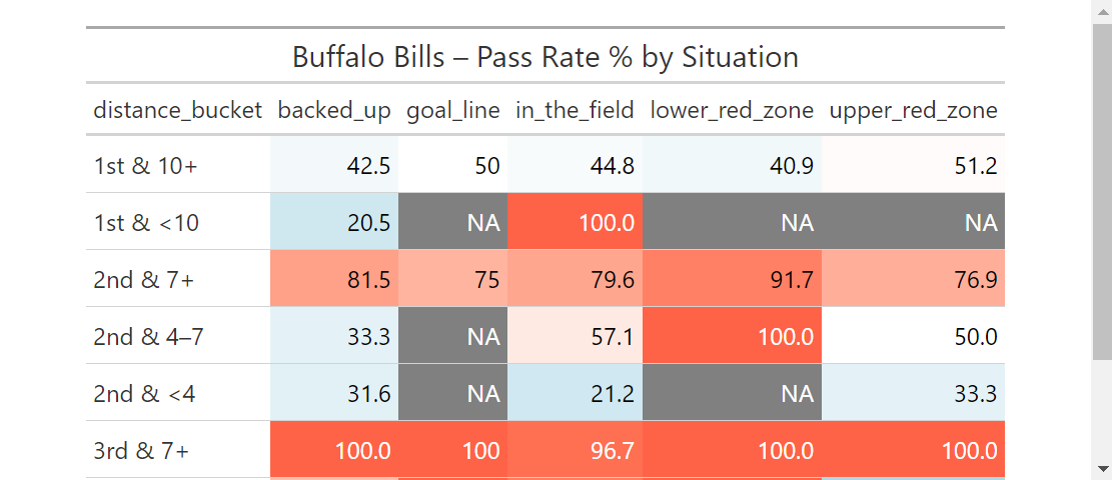 Buffalo Bills – Pass Rate % by Situation
distance_bucket backed_up goal_line in_the_field lower_red_zone upper_red_zone
1st & 10+ 42.5 50 44.8 40.9 51.2
1st & <10 20.5 NA 100.0 NA NA
2nd & 7+ 81.5 75 79.6 91.7 76.9
2nd & 4–7 33.3 NA 57.1 100.0 50.0
2nd & <4 31.6 NA 21.2 NA 33.3
3rd & 7+ 100.0 100 96.7 100.0 100.0